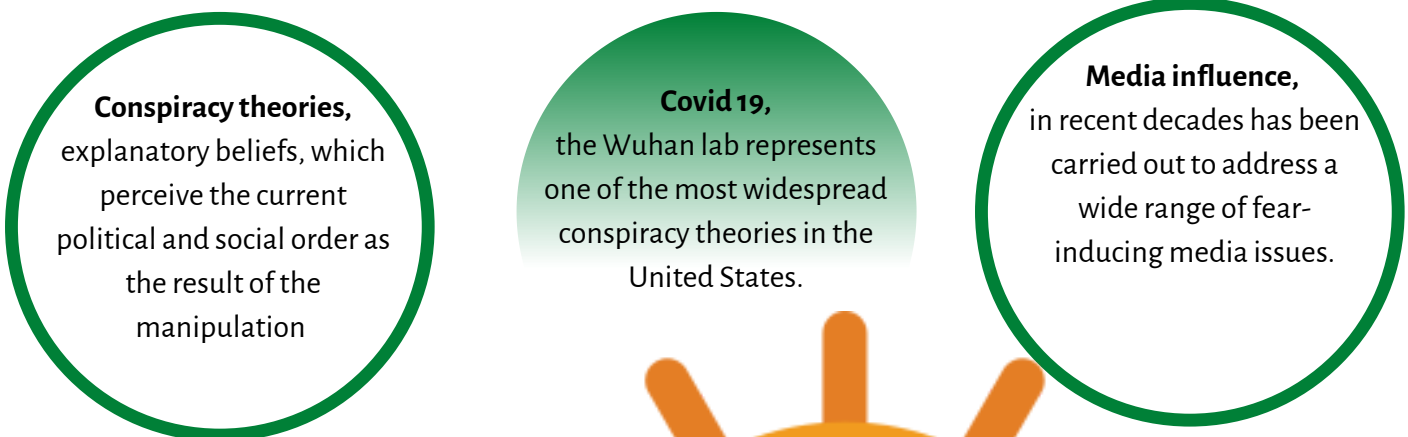 Conspiracy theories,
explanatory beliefs, which
perceive the current
political and social order as
the result of the
manipulation
Covid 19,
the Wuhan lab represents
one of the most widespread
conspiracy theories in the
United States.
Media influence,
in recent decades has been
carried out to address a
wide range of fear-
inducing media issues.